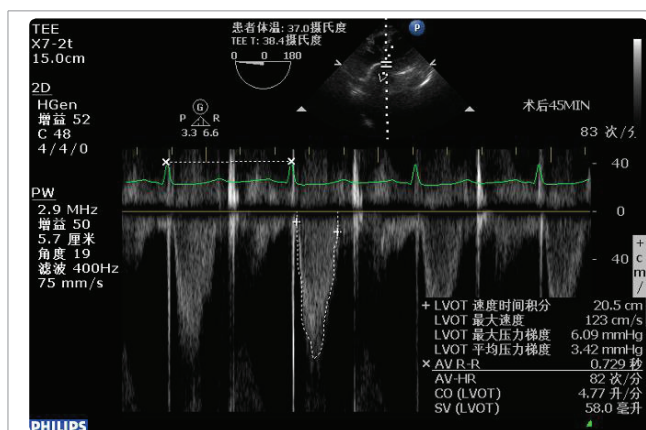 TEE
X7-2t
15.0cm
2D
HGen
增益 52
C 48
4/4/0
PW
2.9 MHz
增益 50
5.7 厘米
角度 19
滤波 400Hz
75 mm/s
患者体温: 37.0摄氏度
TEE T: 38.4摄氏度
0 0 180
G
P R
3.3 6.6
P
V
术后45MIN
83 次/分
40
0
40
+
c
m
/
+ LVOT 速度时间积分 20.5 cm
LVOT 最大速度 123 cm/s
LVOT 最大压力梯度 6.09 mmHg
LVOT 平均压力梯度 3.42 mmHg
× AV R-R 0.729 秒
AV-HR 82 次/分
CO (LVOT) 4.77 升/分
SV (LVOT) 58.0 毫升
PHILIPS